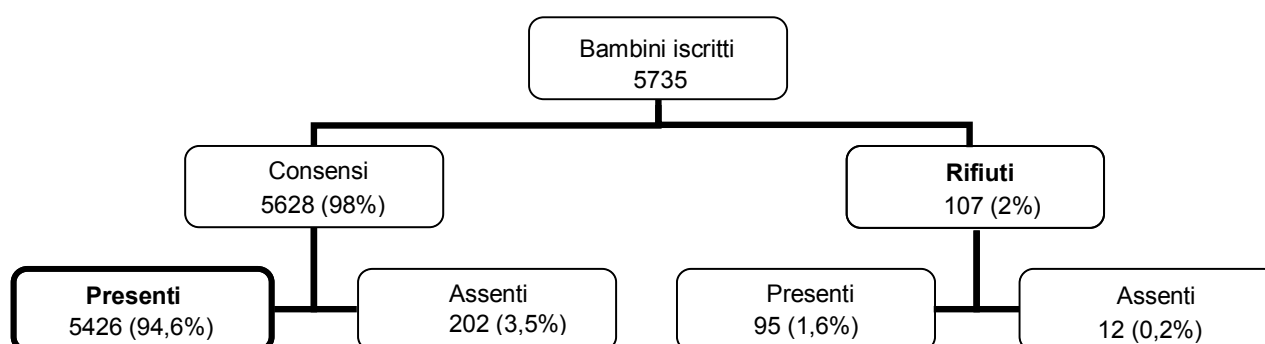 Bambini iscritti
5735
Consensi
5628 (98%)
Rifiuti
107 (2%)
Presenti
5426 (94,6%)
Assenti
202 (3,5%)
Presenti
95 (1,6%)
Assenti
12 (0,2%)